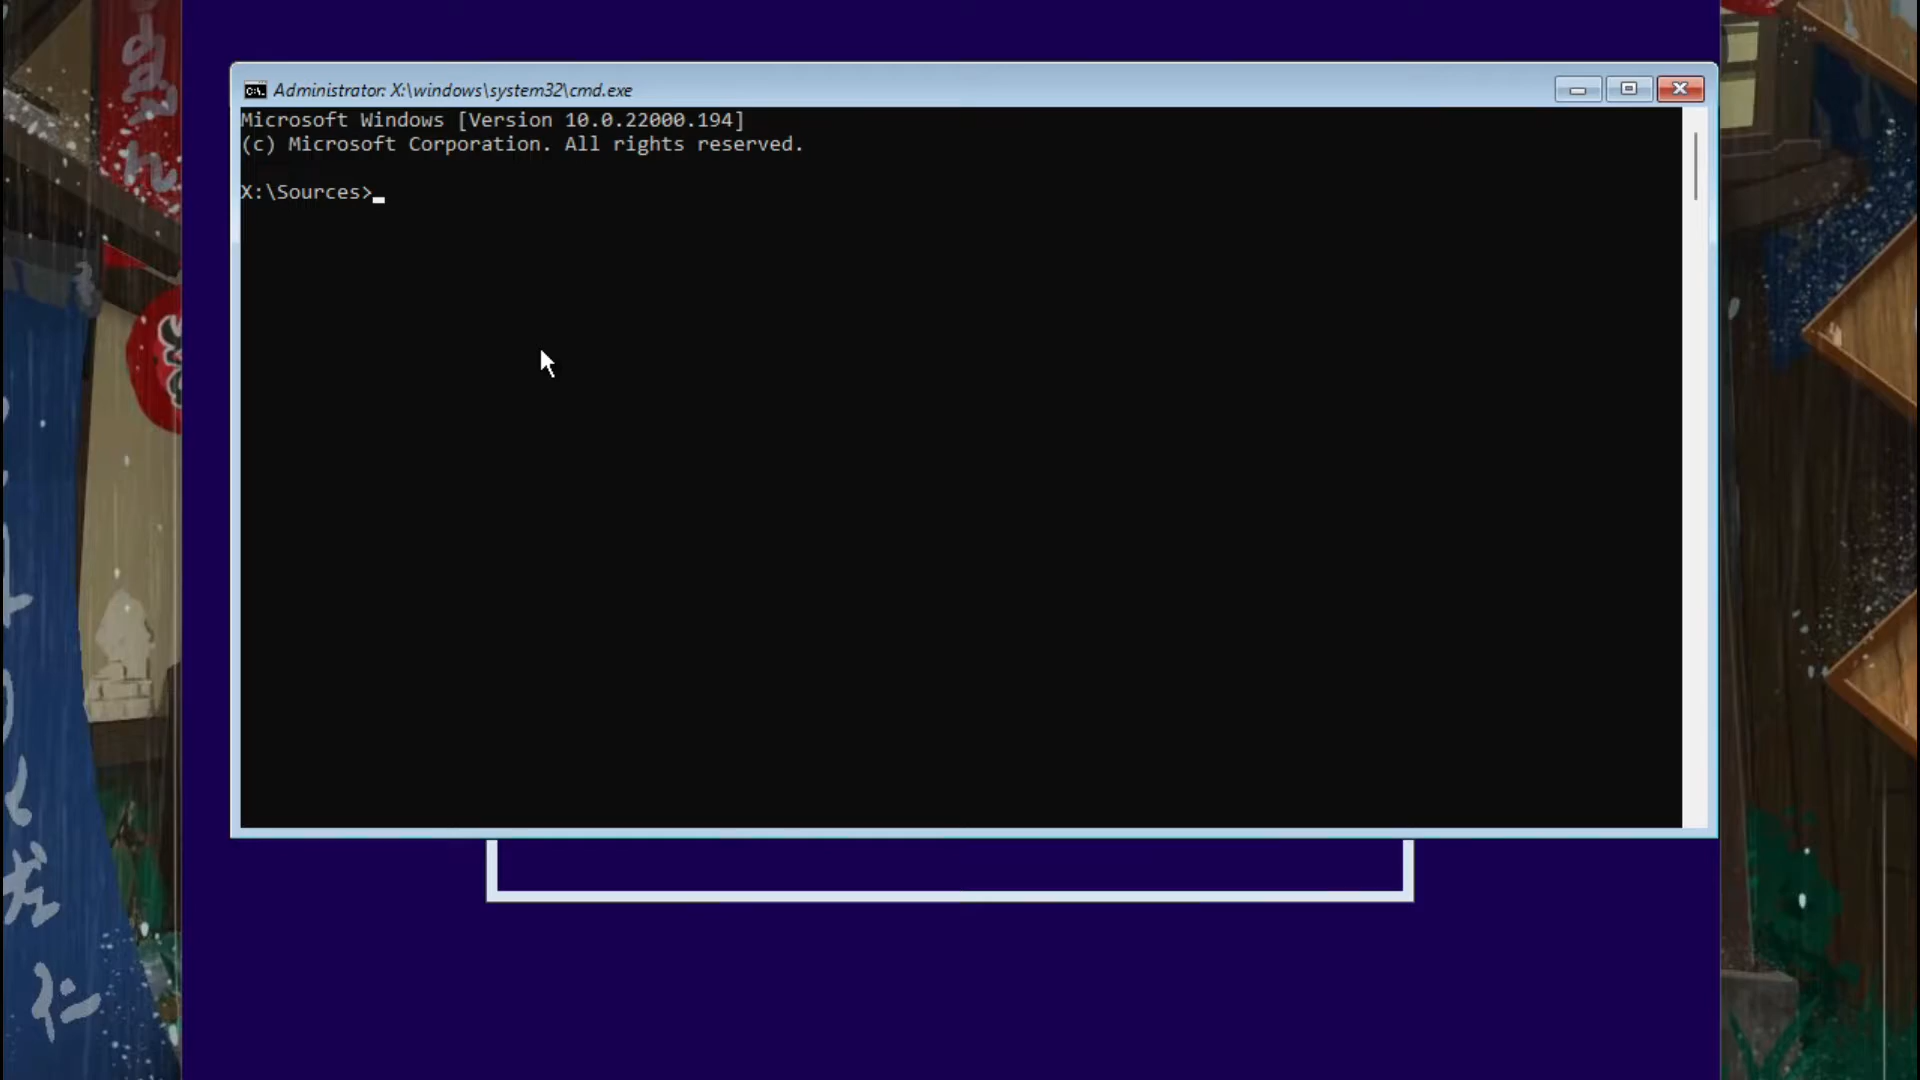 Administrator: X:\windows\system32\cmd.exe
Microsoft Windows [Version 10.0.22000.194]
(c) Microsoft Corporation. All rights reserved.
X:\Sources>